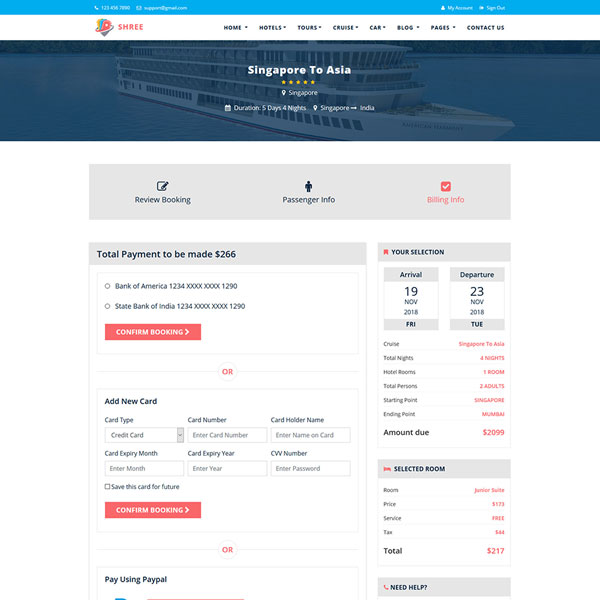 123 456 7890 support@gmail.com My Account Sign Out
SHREE HOME HOTELS TOURS CRUISE CAR BLOG PAGES CONTACT US
Singapore To Asia
Singapore
Duration: 5 Days 4 Nights Singapore India
Review Booking Passenger Info Billing Info
Total Payment to be made $266
Bank of America 1234 XXXX XXXX 1290
State Bank of India 1234 XXXX XXXX 1290
CONFIRM BOOKING
OR
Add New Card
Card Type Card Number Card Holder Name
Credit Card Enter Card Number Enter Name on Card
Card Expiry Month Card Expiry Year CVV Number
Enter Month Enter Year Enter Password
Save this card for future
CONFIRM BOOKING
OR
Pay Using Paypal
YOUR SELECTION
Arrival Departure
19 23
NOV NOV
2018 2018
FRI TUE
Cruise Singapore To Asia
Total Nights 4 NIGHTS
Hotel Rooms 1 ROOM
Total Persons 2 ADULTS
Starting Point SINGAPORE
Ending Point MUMBAI
Amount due $2099
SELECTED ROOM
Room Junior Suite
Price $173
Service FREE
Tax $44
Total $217
NEED HELP?